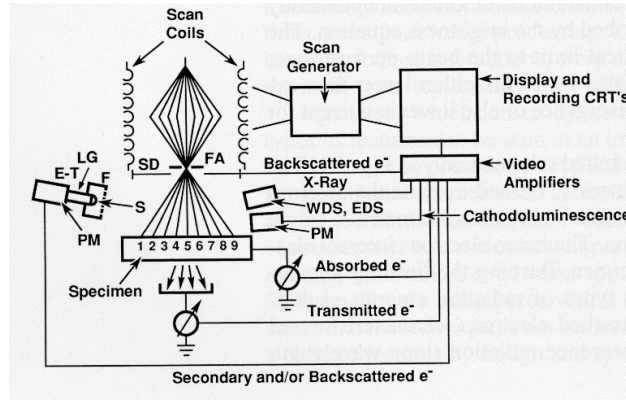 Scan
Coils
Scan
Generator
Display and
Recording CRT's
LG
E-T
F
SD
FA
Backscattered e-
Video
Amplifiers
X-Ray
S
WDS, EDS
PM
PM
Cathodoluminescence
1 2 3 4 5 6 7 8 9
Absorbed e-
Specimen
Transmitted e-
Secondary and/or Backscattered e-